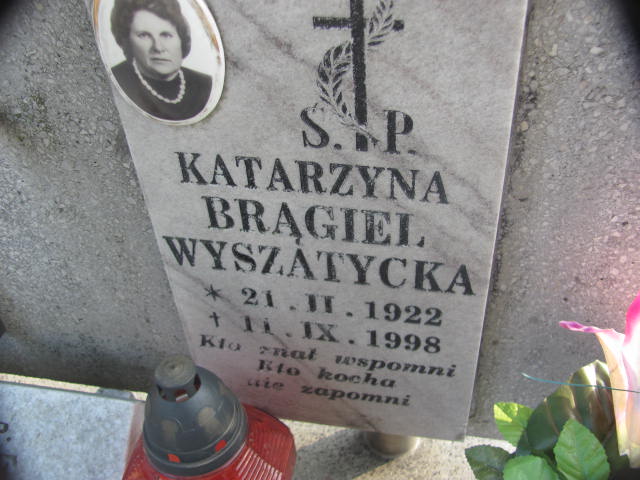 S. P.
KATARZYNA
BRĄGIEL
WYSZATYCKA
* 21. II. 1922
† 11. IX. 1998
Kto znał wspomni
Kto kocha
nie zapomni